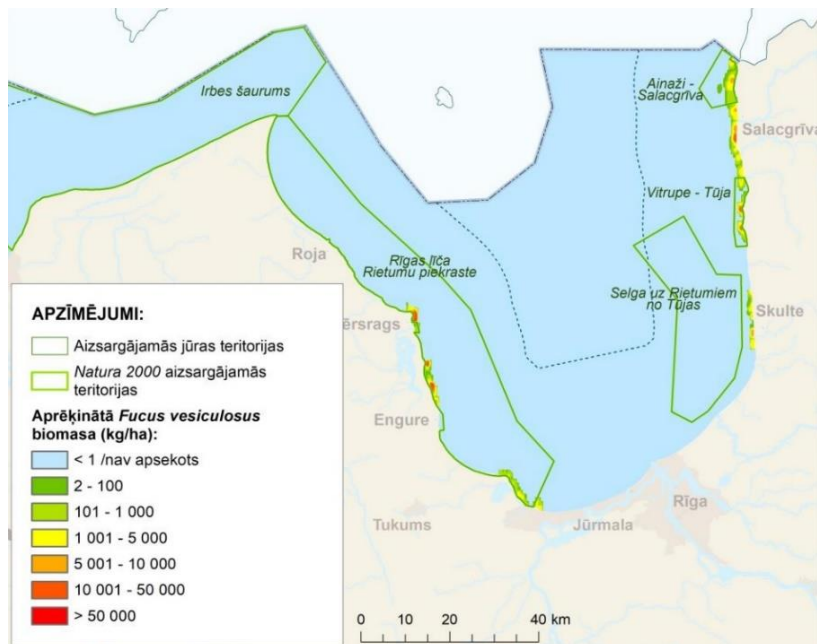 Irbes šaurums
Ainaži -
Salacgrīva
Salacgrīva
Vitrupe - Tūja
Roja
Rīgas līča
Rietumu piekraste
Selga uz Rietumiem
no Tūjas
Skulte
ērsrags
Engure
Tukums
Jūrmala
Rīga
APZĪMĒJUMI:
Aizsargājamās jūras teritorijas
Natura 2000 aizsargājamās
teritorijas
Aprēķinātā Fucus vesiculosus
biomasa (kg/ha):
< 1 /nav apsekots
2 - 100
101 - 1 000
1 001 - 5 000
5 001 - 10 000
10 001 - 50 000
> 50 000
0 10 20 40 km